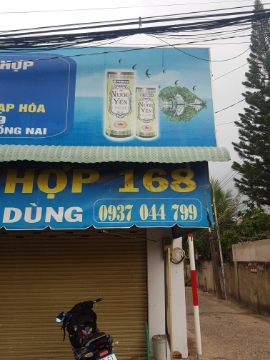 HỢP
ẠP HÓA
9
ỒNG NAI
NƯỚC
YẾN
NƯỚC
YẾN
HỢP 168
DÙNG 0937 044 799